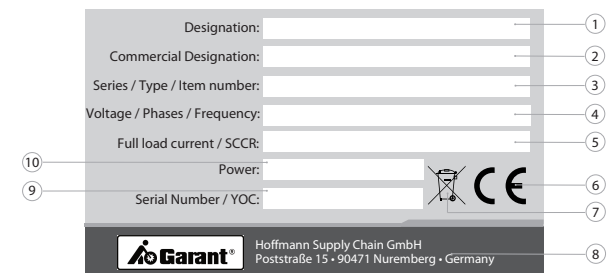 Designation: 1
Commercial Designation: 2
Series / Type / Item number: 3
Voltage / Phases / Frequency: 4
Full load current / SCCR: 5
10 Power:
6
9 Serial Number / YOC:
7
Garant®
Hoffmann Supply Chain GmbH
Poststraße 15 • 90471 Nuremberg • Germany 8
CE